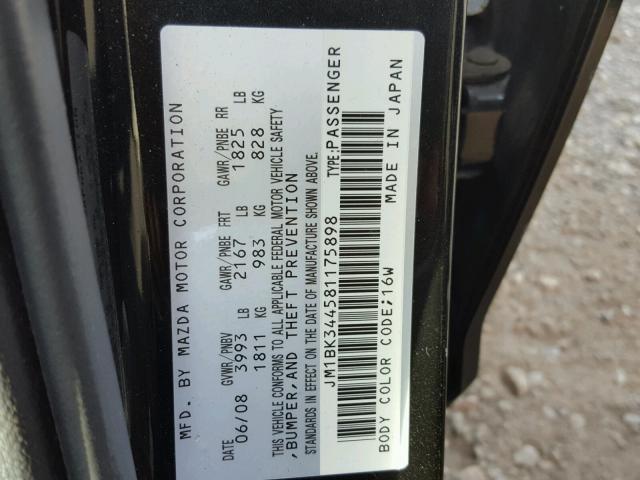 MFD. BY MAZDA MOTOR CORPORATION
DATE GVWR/PNBV GAWR/PNBE FRT GAWR/PNBE RR
06/08 3993 LB 2167 LB 1825 LB
1811 KG 983 KG 828 KG
THIS VEHICLE CONFORMS TO ALL APPLICABLE FEDERAL MOTOR VEHICLE SAFETY
,BUMPER,AND THEFT PREVENTION
STANDARDS IN EFFECT ON THE DATE OF MANUFACTURE SHOWN ABOVE.
JM1BK344581175898 TYPE:PASSENGER
BODY COLOR CODE;16W MADE IN JAPAN